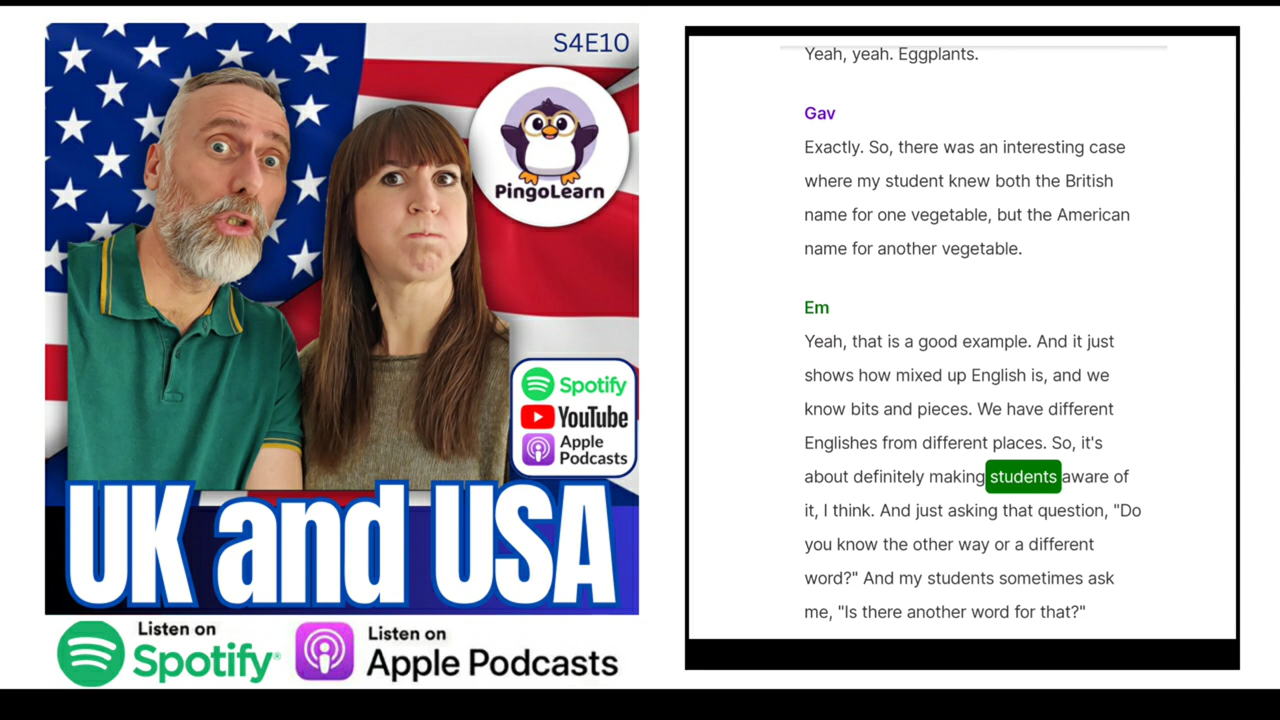 S4E10
PingoLearn
Spotify
YouTube
Apple
Podcasts
UK and USA
Listen on
Spotify
Listen on
Apple Podcasts
Yeah, yeah. Eggplants.
Gav
Exactly. So, there was an interesting case
where my student knew both the British
name for one vegetable, but the American
name for another vegetable.
Em
Yeah, that is a good example. And it just
shows how mixed up English is, and we
know bits and pieces. We have different
Englishes from different places. So, it's
about definitely making students aware of
it, I think. And just asking that question, "Do
you know the other way or a different
word?" And my students sometimes ask
me, "Is there another word for that?"